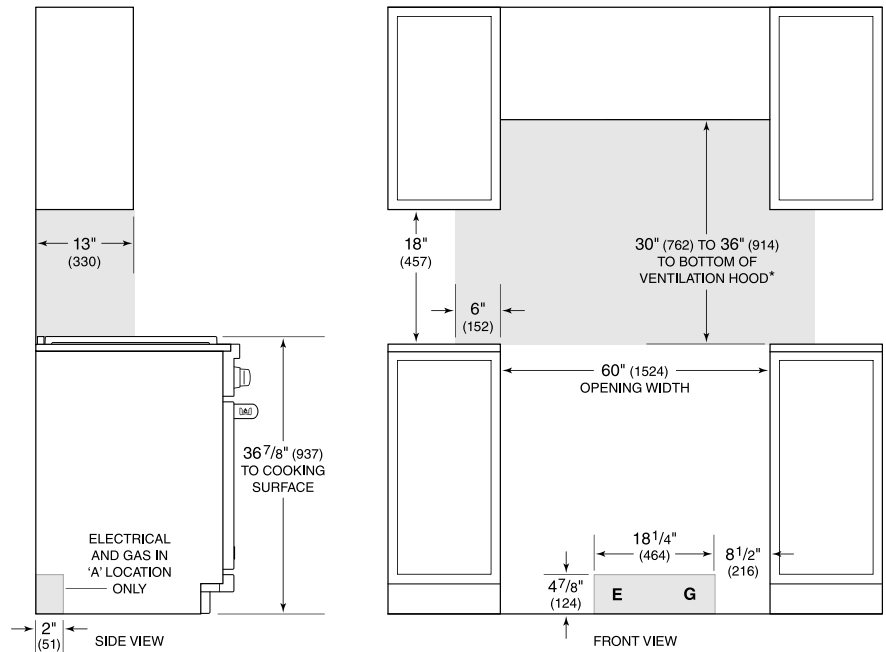 13"
(330)
36 7/8" (937)
TO COOKING
SURFACE
ELECTRICAL
AND GAS IN
'A' LOCATION
ONLY
2"
(51)
SIDE VIEW
18"
(457)
30" (762) TO 36" (914)
TO BOTTOM OF
VENTILATION HOOD*
6"
(152)
60" (1524)
OPENING WIDTH
18 1/4"
(464)
8 1/2"
(216)
4 7/8"
(124)
E G
FRONT VIEW